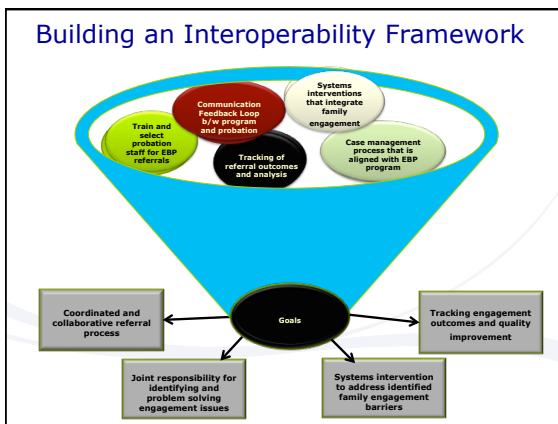 Building an Interoperability Framework
Systems
interventions
that integrate
family
engagement
Communication
Feedback Loop
b/w program
and probation
Train and
select
probation
staff for EBP
referrals
Tracking of
referral outcomes
and analysis
Case management
process that is
aligned with EBP
program
Goals
Coordinated and
collaborative referral
process
Tracking engagement
outcomes and quality
improvement
Joint responsibility for
identifying and
problem solving
engagement issues
Systems intervention
to address identified
family engagement
barriers